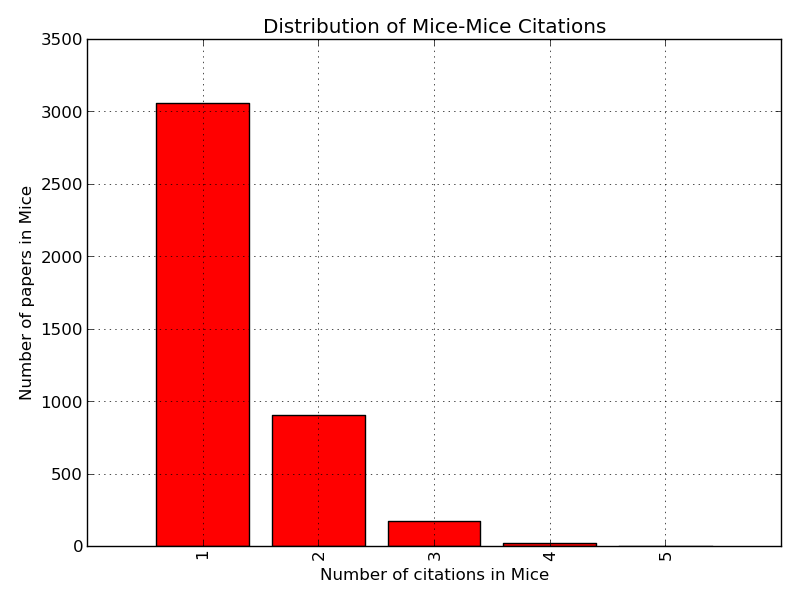 Distribution of Mice-Mice Citations
3500
3000
2500
2000
1500
1000
500
0
Number of papers in Mice
1 2 3 4 5
Number of citations in Mice